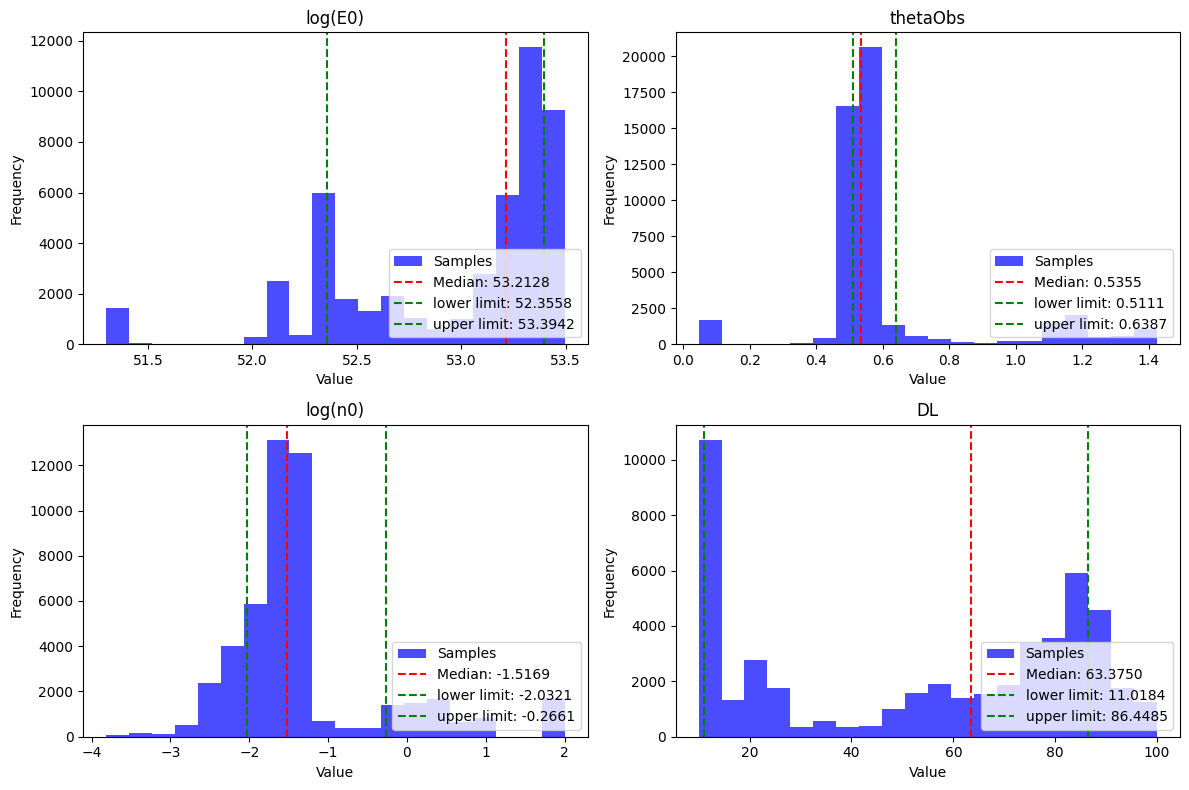 log(E0)
12000
10000
8000
6000
4000
2000
0
Frequency
51.5
52.0
52.5
53.0
53.5
Value
Samples
Median: 53.2128
lower limit: 52.3558
upper limit: 53.3942
thetaObs
20000
17500
15000
12500
10000
7500
5000
2500
0
Frequency
0.0
0.2
0.4
0.6
0.8
1.0
1.2
1.4
Value
Samples
Median: 0.5355
lower limit: 0.5111
upper limit: 0.6387
log(n0)
12000
10000
8000
6000
4000
2000
0
Frequency
−4
−3
−2
−1
0
1
2
Value
Samples
Median: -1.5169
lower limit: -2.0321
upper limit: -0.2661
DL
10000
8000
6000
4000
2000
0
Frequency
20
40
60
80
100
Value
Samples
Median: 63.3750
lower limit: 11.0184
upper limit: 86.4485